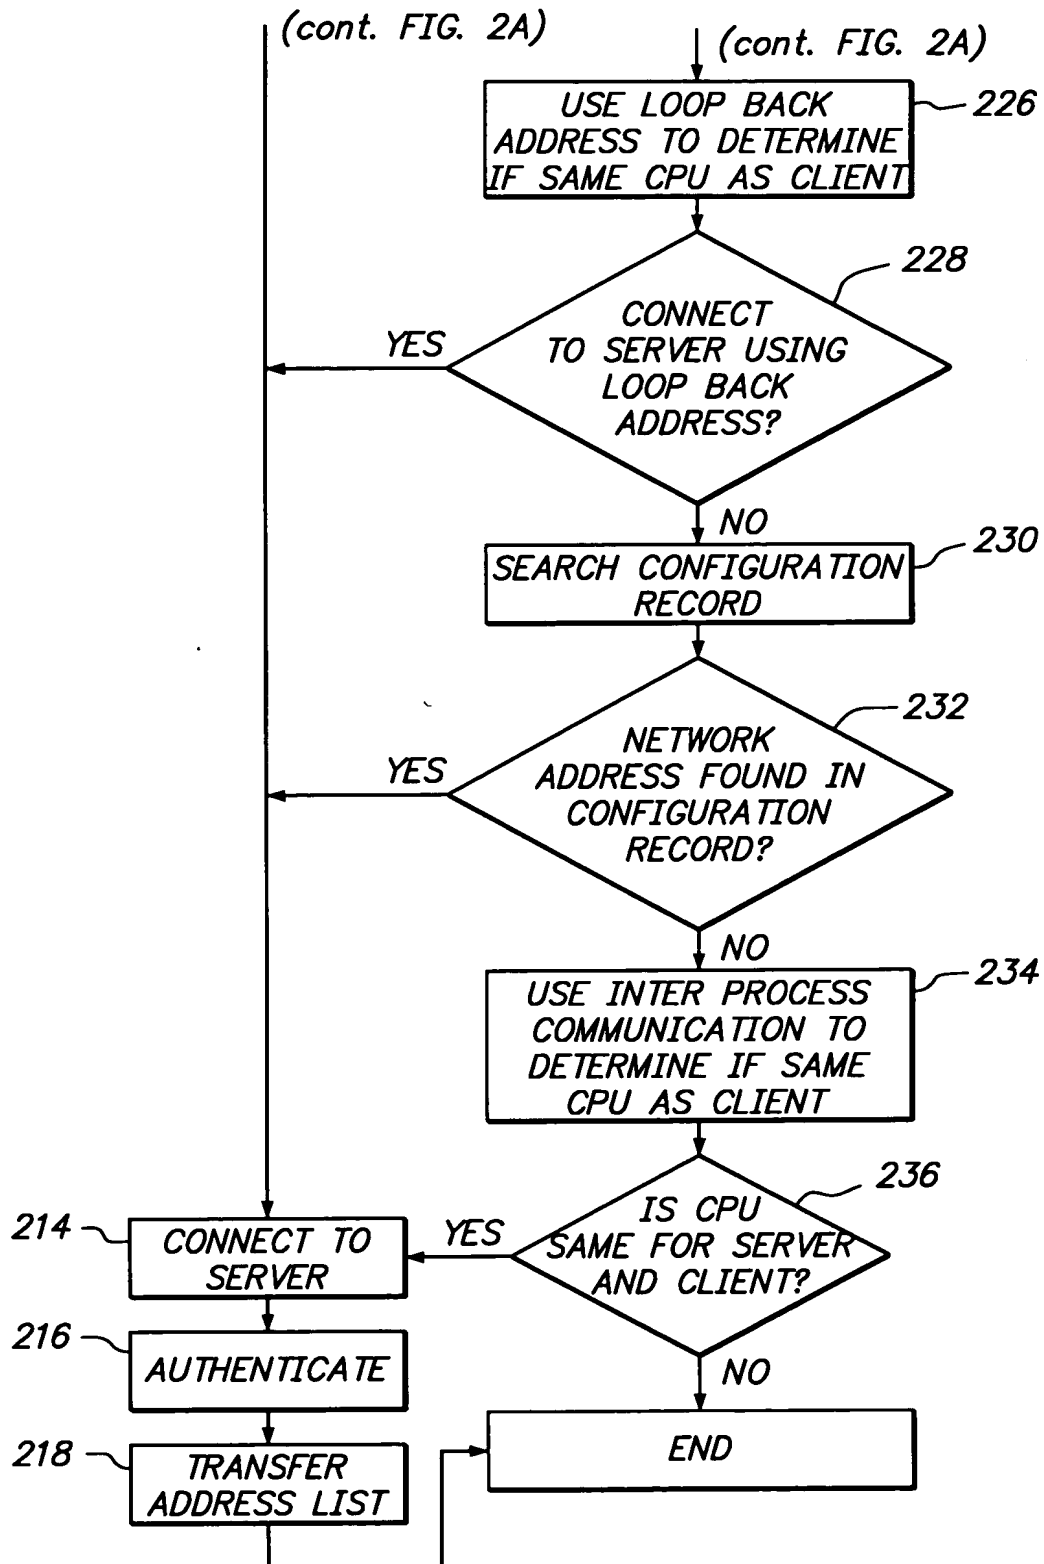 (cont. FIG. 2A)
(cont. FIG. 2A)
USE LOOP BACK
ADDRESS TO DETERMINE
IF SAME CPU AS CLIENT
226
228
CONNECT
TO SERVER USING
LOOP BACK
ADDRESS?
YES
NO
SEARCH CONFIGURATION
RECORD
230
232
NETWORK
ADDRESS FOUND IN
CONFIGURATION
RECORD?
YES
NO
USE INTER PROCESS
COMMUNICATION TO
DETERMINE IF SAME
CPU AS CLIENT
234
236
IS CPU
SAME FOR SERVER
AND CLIENT?
YES
NO
214
CONNECT TO
SERVER
216
AUTHENTICATE
218
TRANSFER
ADDRESS LIST
END